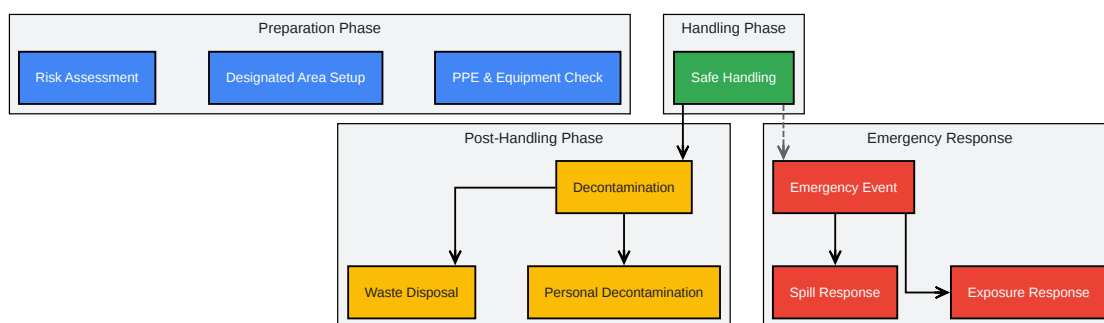 Preparation Phase
Risk Assessment
Designated Area Setup
PPE & Equipment Check
Handling Phase
Safe Handling
Post-Handling Phase
Decontamination
Waste Disposal
Personal Decontamination
Emergency Response
Emergency Event
Spill Response
Exposure Response